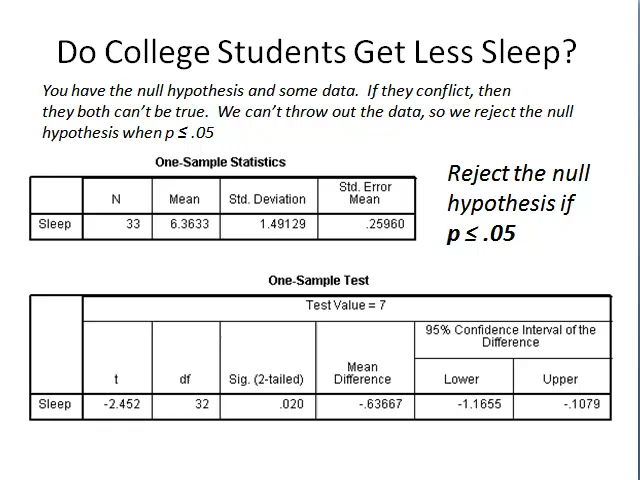 Do College Students Get Less Sleep?
You have the null hypothesis and some data.  If they conflict, then
they both can't be true.  We can't throw out the data, so we reject the null
hypothesis when p ≤ .05
One-Sample Statistics
N Mean Std. Deviation Std. Error Mean
Sleep 33 6.3633 1.49129 .25960
Reject the null
hypothesis if
p ≤ .05
One-Sample Test
Test Value = 7
95% Confidence Interval of the
Difference
t df Sig. (2-tailed) Mean Difference Lower Upper
Sleep -2.452 32 .020 -.63667 -1.1655 -.1079